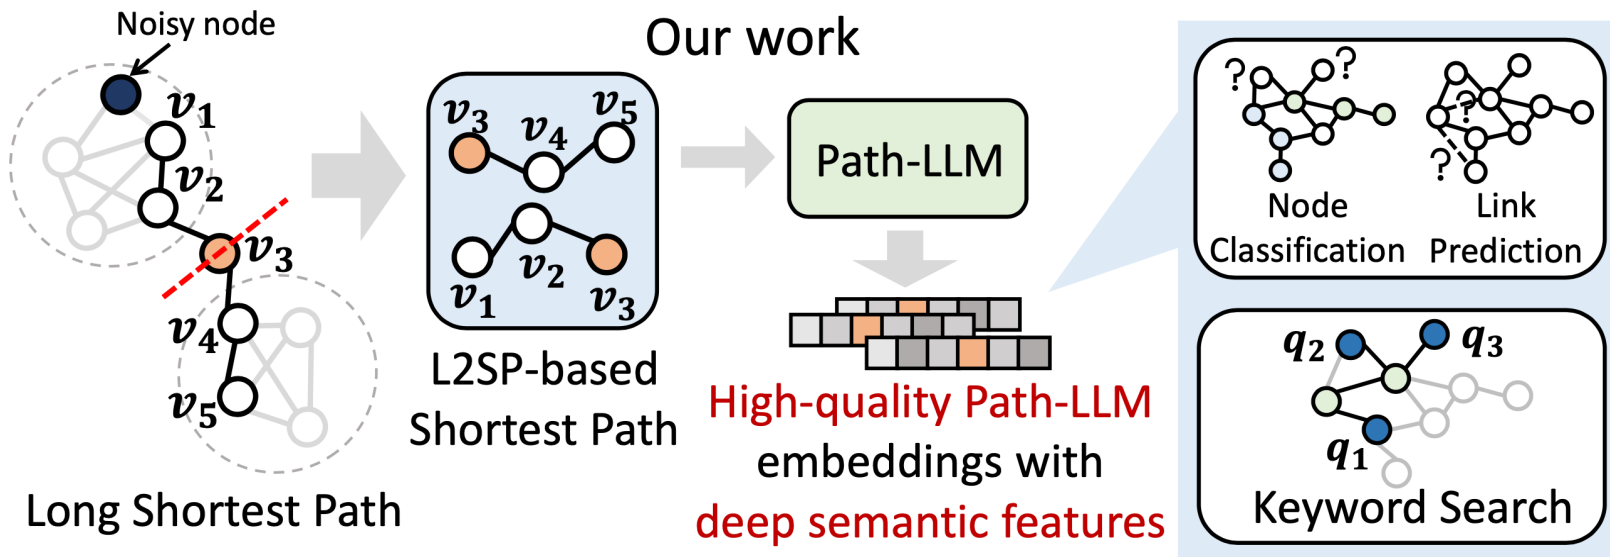 Our work
Noisy node
v1
v2
v3
v4
v5
Long Shortest Path
v3
v4
v5
v1
v2
v3
L2SP-based
Shortest Path
Path-LLM
High-quality Path-LLM
embeddings with
deep semantic features
?
?
Node
Classification
?
?
Link
Prediction
q2
q3
q1
Keyword Search